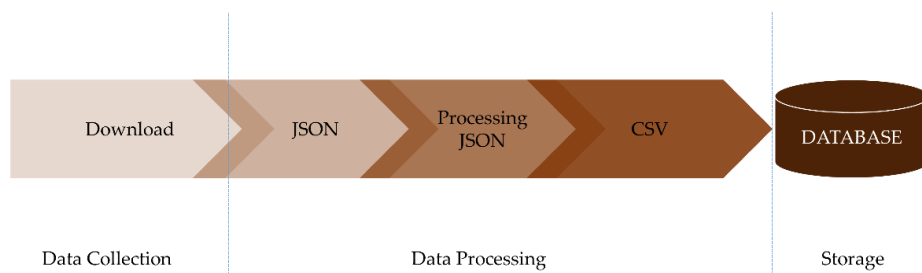 Download
JSON
Processing
JSON
CSV
DATABASE
Data Collection
Data Processing
Storage